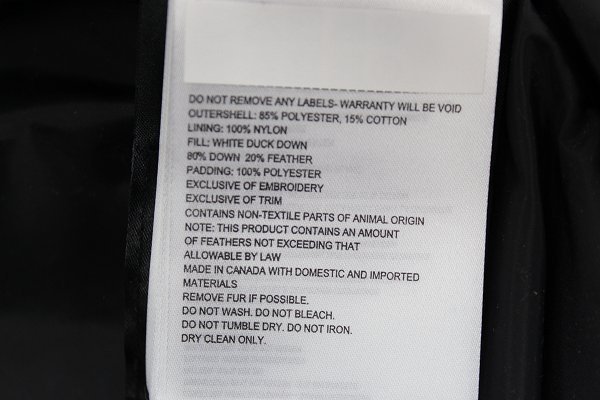 DO NOT REMOVE ANY LABELS- WARRANTY WILL BE VOID
OUTERSHELL: 85% POLYESTER, 15% COTTON
LINING: 100% NYLON
FILL: WHITE DUCK DOWN
80% DOWN 20% FEATHER
PADDING: 100% POLYESTER
EXCLUSIVE OF EMBROIDERY
EXCLUSIVE OF TRIM
CONTAINS NON-TEXTILE PARTS OF ANIMAL ORIGIN
NOTE: THIS PRODUCT CONTAINS AN AMOUNT
OF FEATHERS NOT EXCEEDING THAT
ALLOWABLE BY LAW
MADE IN CANADA WITH DOMESTIC AND IMPORTED
MATERIALS
REMOVE FUR IF POSSIBLE.
DO NOT WASH. DO NOT BLEACH.
DO NOT TUMBLE DRY. DO NOT IRON.
DRY CLEAN ONLY.